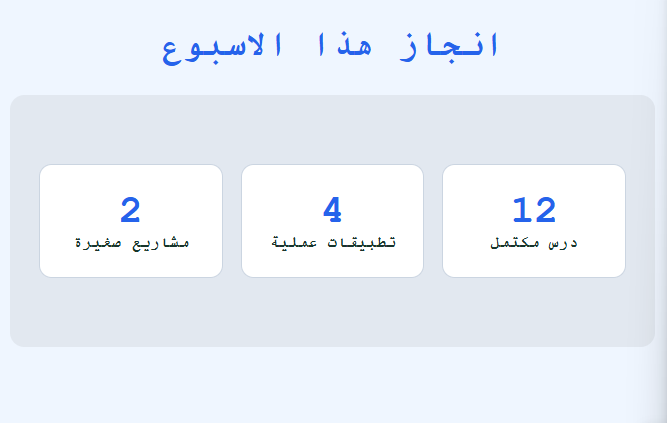 انجاز هذا الاسبوع
12
درس مكتمل
4
تطبيقات عملية
2
مشاريع صغيرة